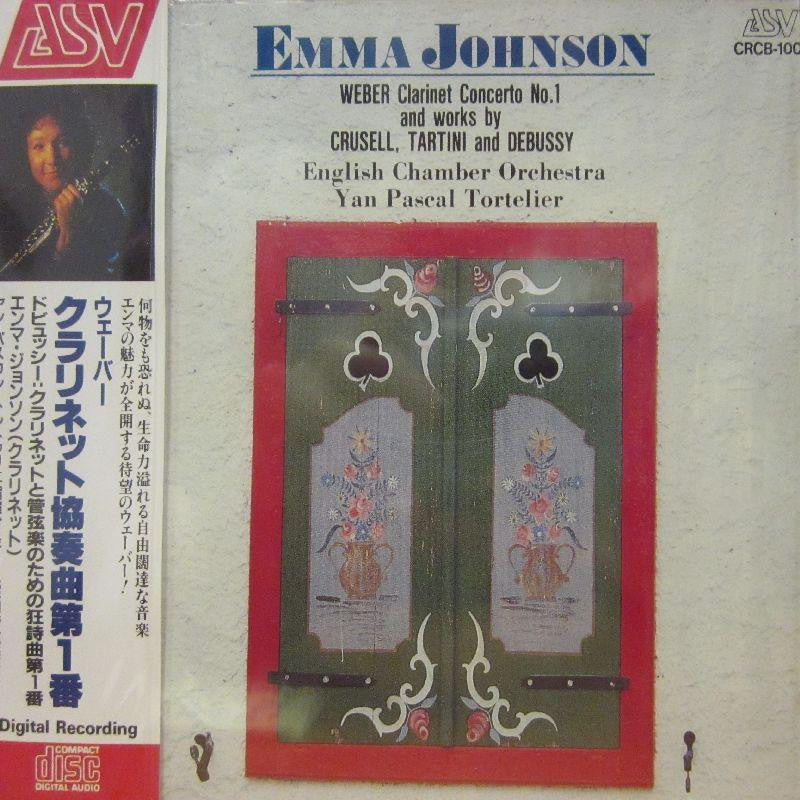 ASV
何物をも恐れぬ、生命力溢れる自由闊達な音楽
エンマの魅力が全開する待望のウェーバー!
ウェーバー
クラリネット協奏曲第1番
ドビュッシー:クラリネットと管弦楽のための狂詩曲第1番
エンマ・ジョンソン(クラリネット)
Digital Recording
COMPACT
disc
DIGITAL AUDIO
EMMA JOHNSON
WEBER Clarinet Concerto No.1
and works by
CRUSELL, TARTINI and DEBUSSY
English Chamber Orchestra
Yan Pascal Tortelier
ASV
CRCB-100